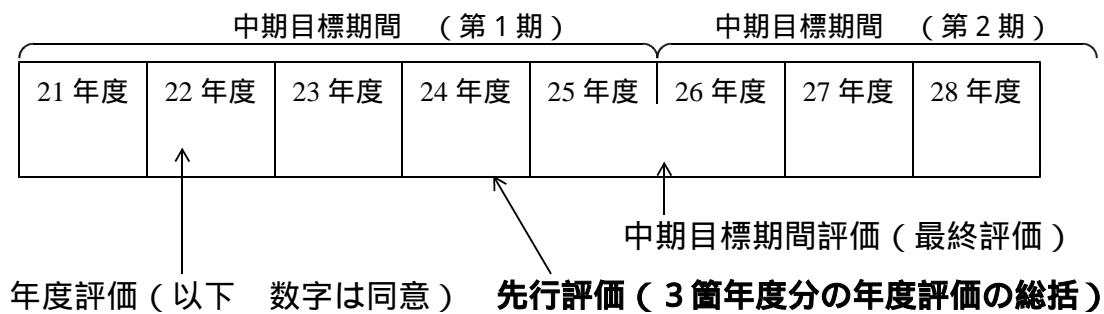 中期目標期間　（第１期）　中期目標期間　（第２期）
21 年度　22 年度　23 年度　24 年度　25 年度　26 年度　27 年度　28 年度
中期目標期間評価（最終評価）
年度評価（以下　数字は同意）　先行評価（３箇年度分の年度評価の総括）